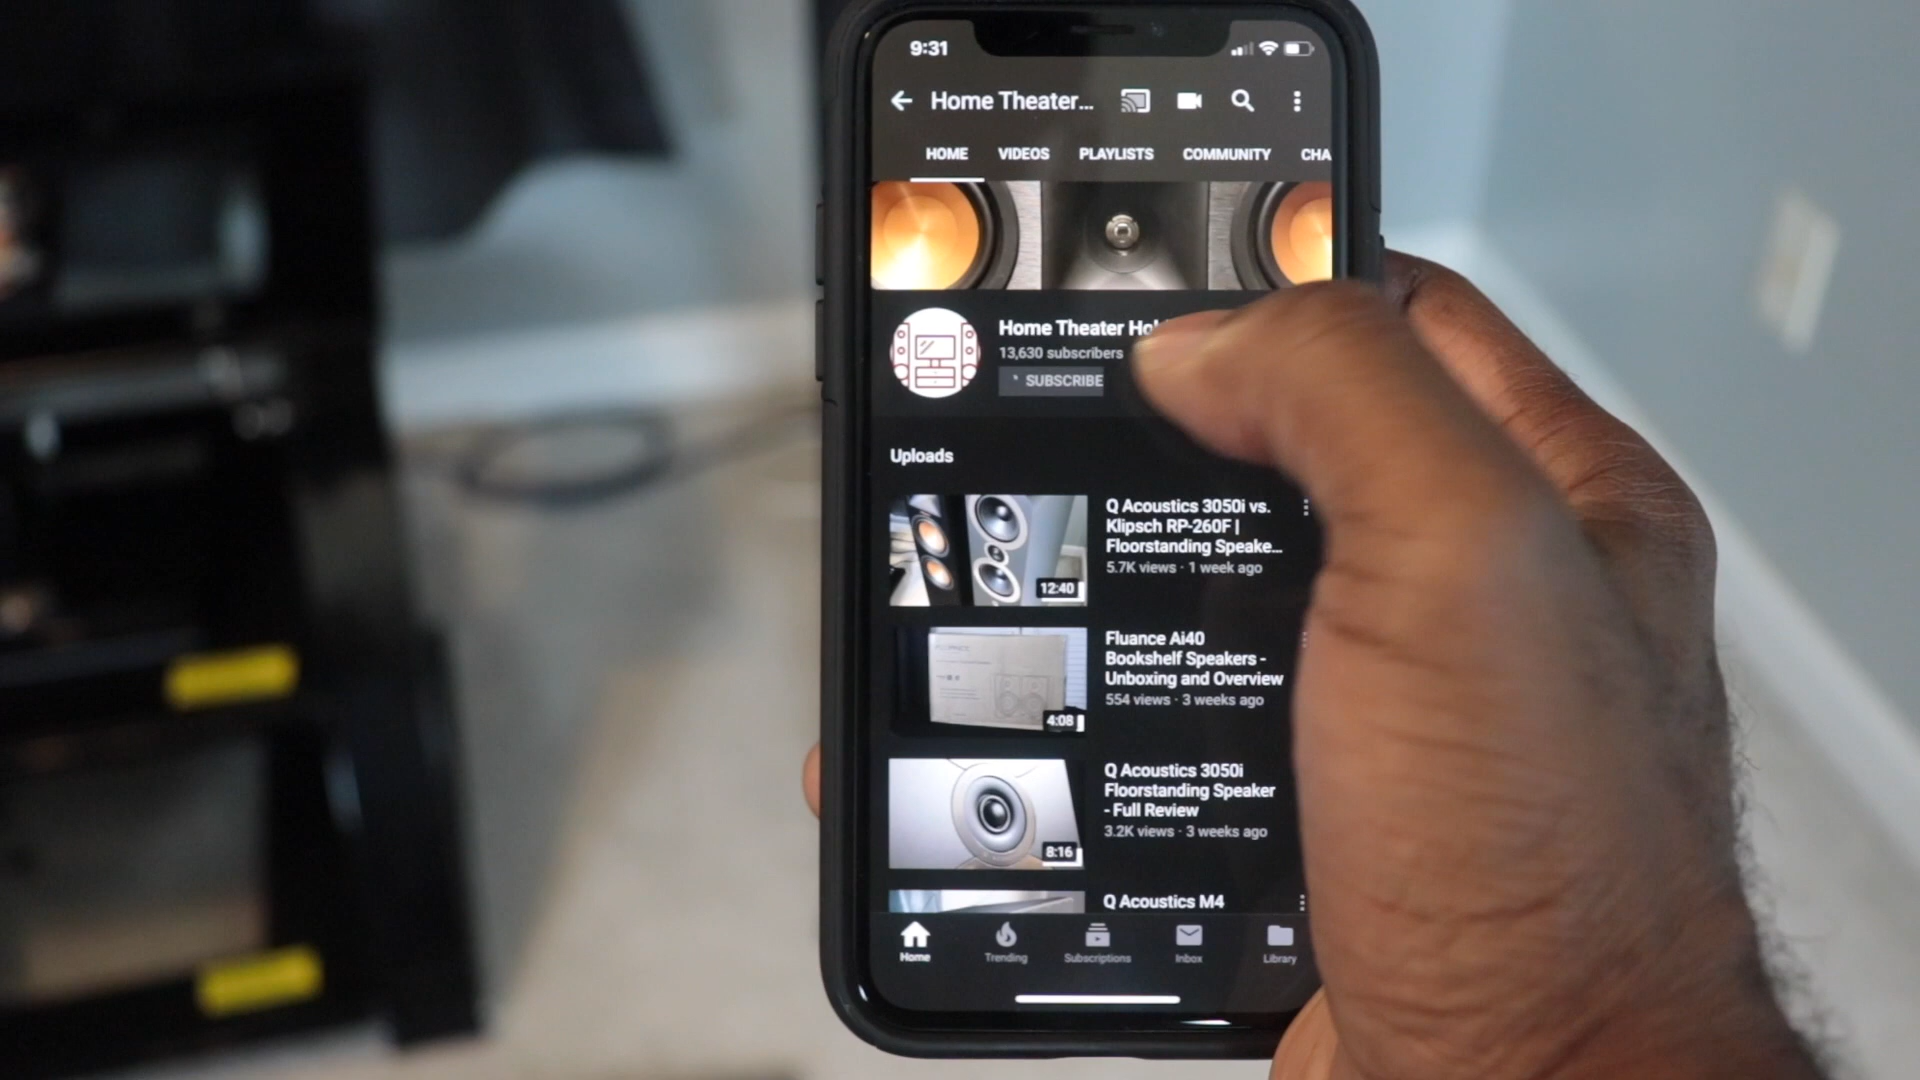 9:31
Home Theater...
HOME VIDEOS PLAYLISTS COMMUNITY CHA
Home Theater
13,630 subscribers
SUBSCRIBE
Uploads
Q Acoustics 3050i vs.
Klipsch RP-260F |
Floorstanding Speake...
5.7K views · 1 week ago
12:40
Fluance Ai40
Bookshelf Speakers -
Unboxing and Overview
554 views · 3 weeks ago
4:08
Q Acoustics 3050i
Floorstanding Speaker
- Full Review
3.2K views · 3 weeks ago
8:16
Q Acoustics M4
Home Trending Subscriptions Inbox Library